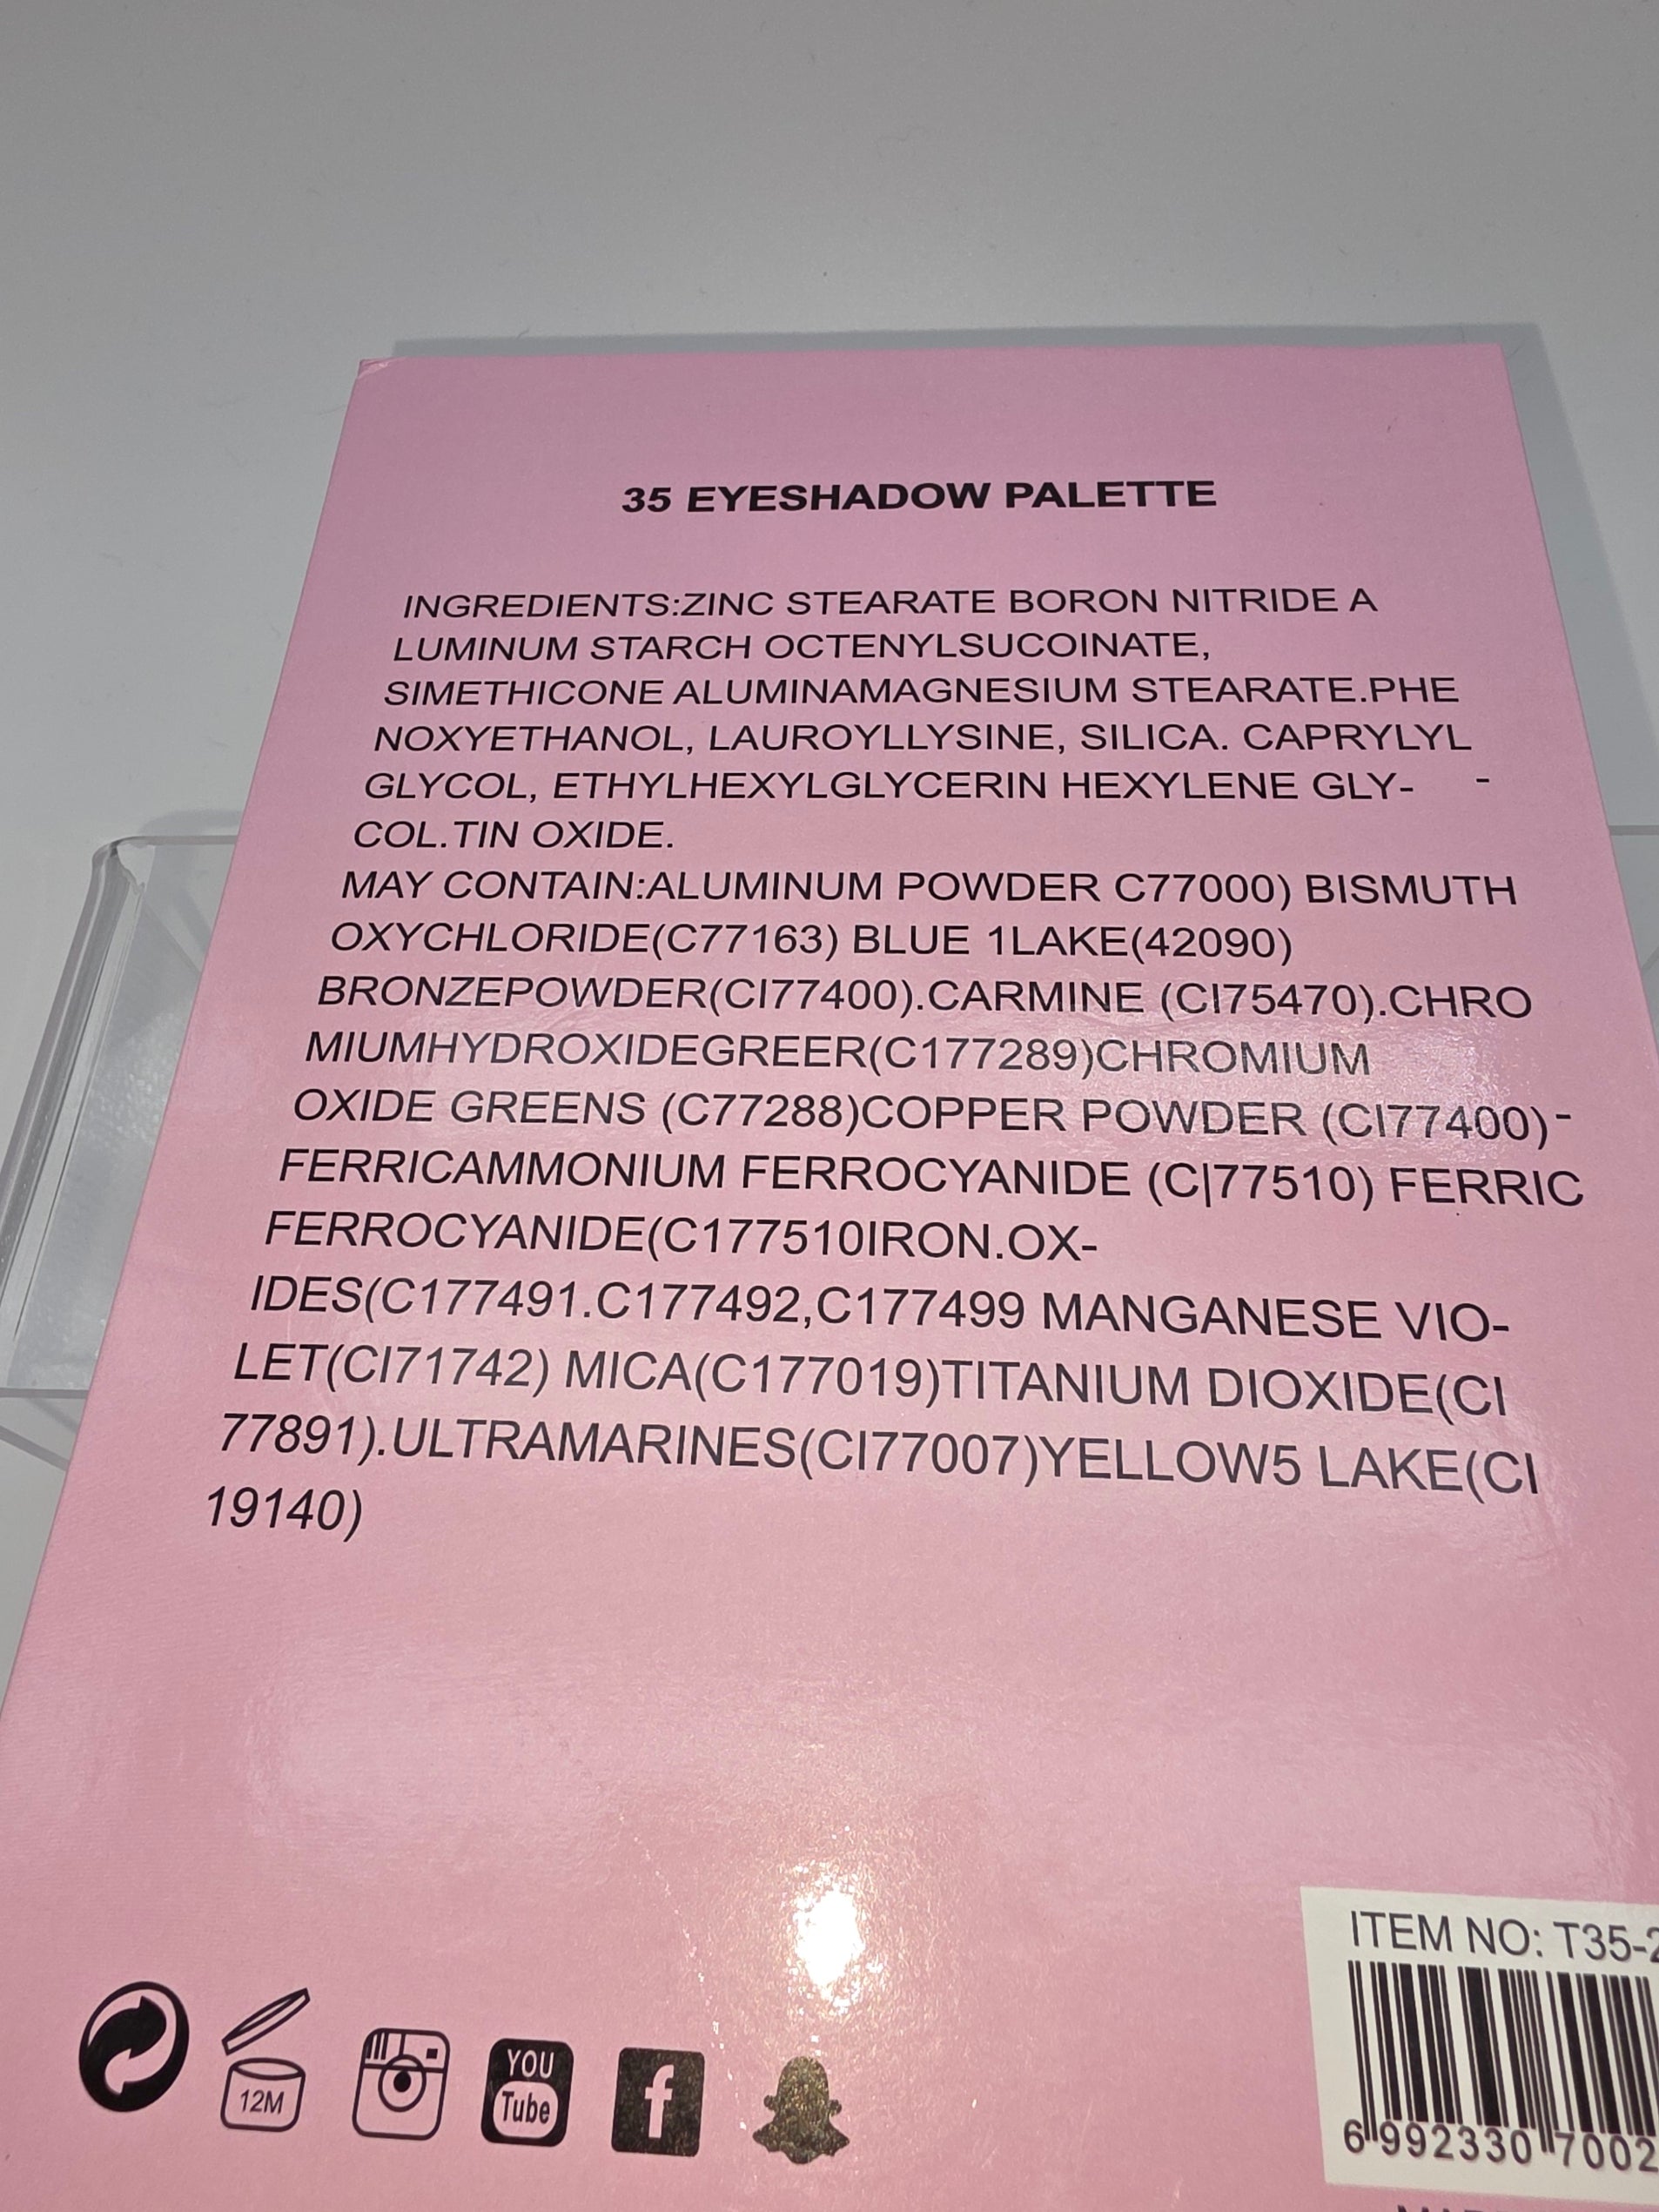 35 EYESHADOW PALETTE
INGREDIENTS:ZINC STEARATE BORON NITRIDE A
LUMINUM STARCH OCTENYLSUCOINATE,
SIMETHICONE ALUMINAMAGNESIUM STEARATE.PHE
NOXYETHANOL, LAUROYLLYSINE, SILICA. CAPRYLYL
GLYCOL, ETHYLHEXYLGLYCERIN HEXYLENE GLY- -
COL.TIN OXIDE.
MAY CONTAIN:ALUMINUM POWDER C77000) BISMUTH
OXYCHLORIDE(C77163) BLUE 1LAKE(42090)
BRONZEPOWDER(CI77400).CARMINE (CI75470).CHRO
MIUMHYDROXIDEGREER(C177289)CHROMIUM
OXIDE GREENS (C77288)COPPER POWDER (CI77400)-
FERRICAMMONIUM FERROCYANIDE (C|77510) FERRIC
FERROCYANIDE(C177510IRON.OX-
IDES(C177491.C177492,C177499 MANGANESE VIO-
LET(CI71742) MICA(C177019)TITANIUM DIOXIDE(CI
77891).ULTRAMARINES(CI77007)YELLOW5 LAKE(CI
19140)
ITEM NO: T35-2
6 992330 7002
12M
YOU
Tube
f